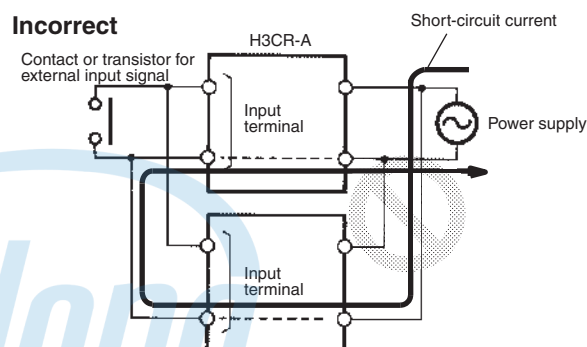 Incorrect
Short-circuit current
H3CR-A
Contact or transistor for
external input signal
Input
terminal
Power supply
Input
terminal